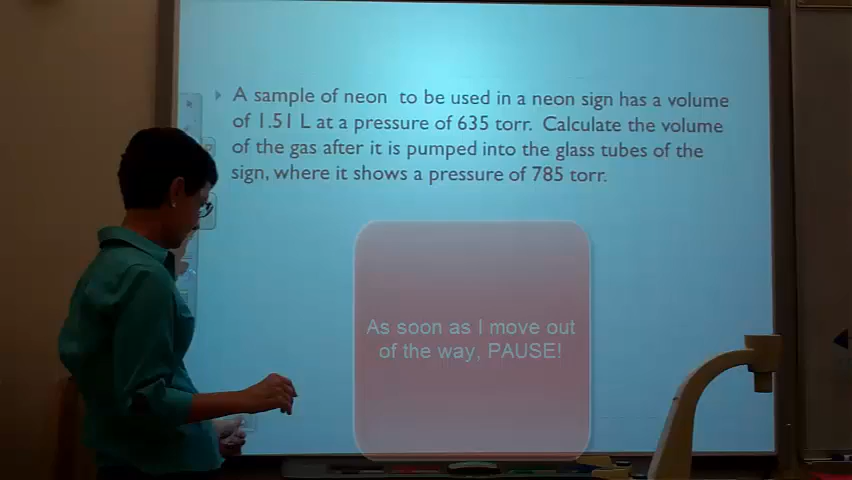 A sample of neon to be used in a neon sign has a volume
of 1.51 L at a pressure of 635 torr. Calculate the volume
of the gas after it is pumped into the glass tubes of the
sign, where it shows a pressure of 785 torr.
As soon as I move out
of the way, PAUSE!